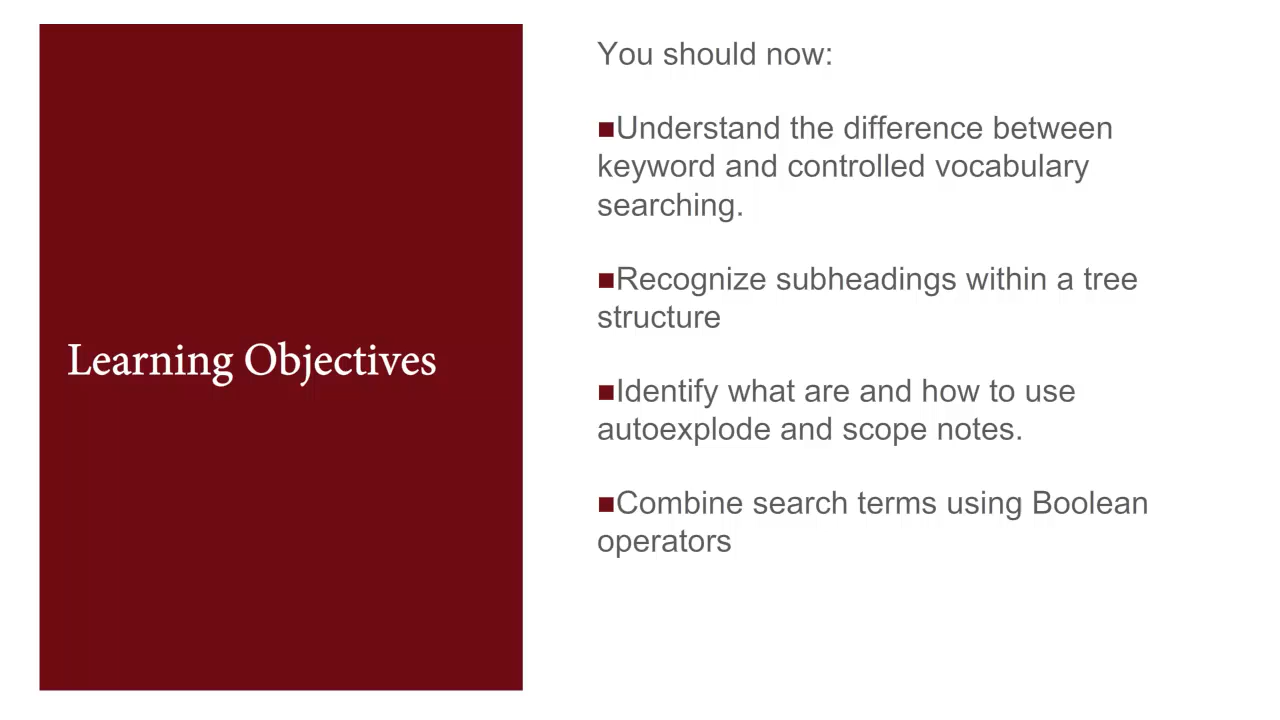 Learning Objectives
You should now:
■Understand the difference between
keyword and controlled vocabulary
searching.
■Recognize subheadings within a tree
structure
■Identify what are and how to use
autoexplode and scope notes.
■Combine search terms using Boolean
operators